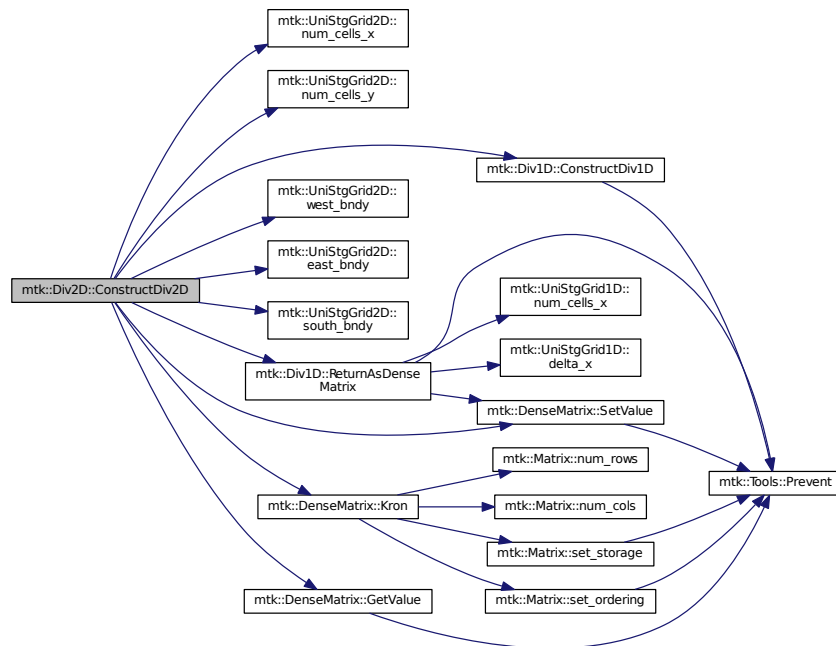 mtk::UniStgGrid2D::
num_cells_x
mtk::UniStgGrid2D::
num_cells_y
mtk::Div1D::ConstructDiv1D
mtk::UniStgGrid2D::
west_bndy
mtk::UniStgGrid2D::
east_bndy
mtk::Div2D::ConstructDiv2D
mtk::UniStgGrid2D::
south_bndy
mtk::UniStgGrid1D::
num_cells_x
mtk::Div1D::ReturnAsDense
Matrix
mtk::UniStgGrid1D::
delta_x
mtk::DenseMatrix::SetValue
mtk::Matrix::num_rows
mtk::Tools::Prevent
mtk::DenseMatrix::Kron
mtk::Matrix::num_cols
mtk::Matrix::set_storage
mtk::DenseMatrix::GetValue
mtk::Matrix::set_ordering